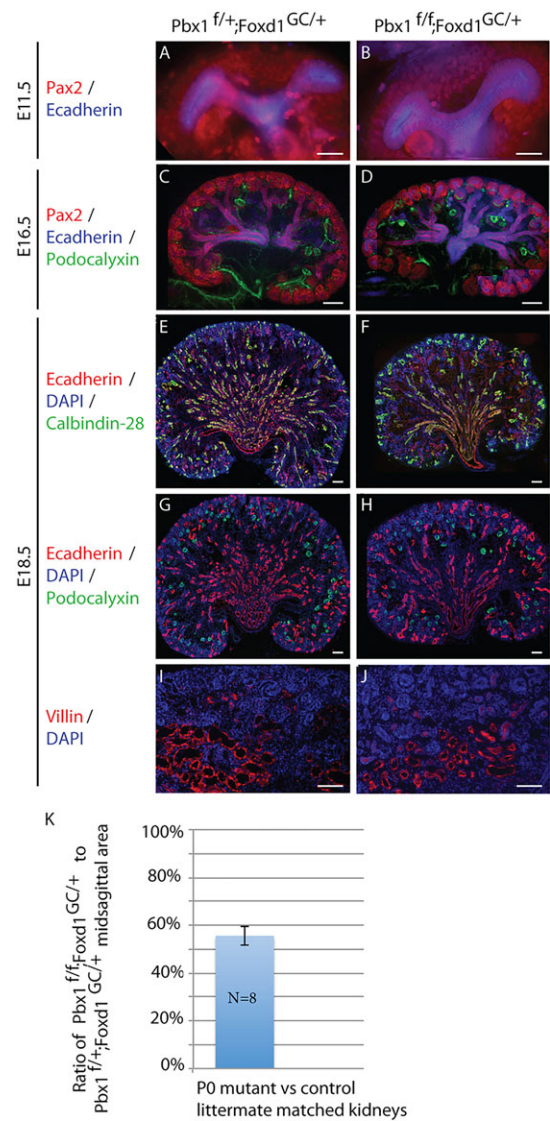 Pbx1 f/+;Foxd1 GC/+
Pbx1 f/f;Foxd1 GC/+
E11.5
Pax2 /
Ecadherin
A
B
E16.5
Pax2 /
Ecadherin /
Podocalyxin
C
D
E18.5
Ecadherin /
DAPI /
Calbindin-28
E
F
Ecadherin /
DAPI /
Podocalyxin
G
H
Villin /
DAPI
I
J
K
Ratio of Pbx1 f/f;Foxd1 GC/+ to
Pbx1 f/+;Foxd1 GC/+ midsagittal area
100%
80%
60%
40%
20%
0%
N=8
P0 mutant vs control
littermate matched kidneys